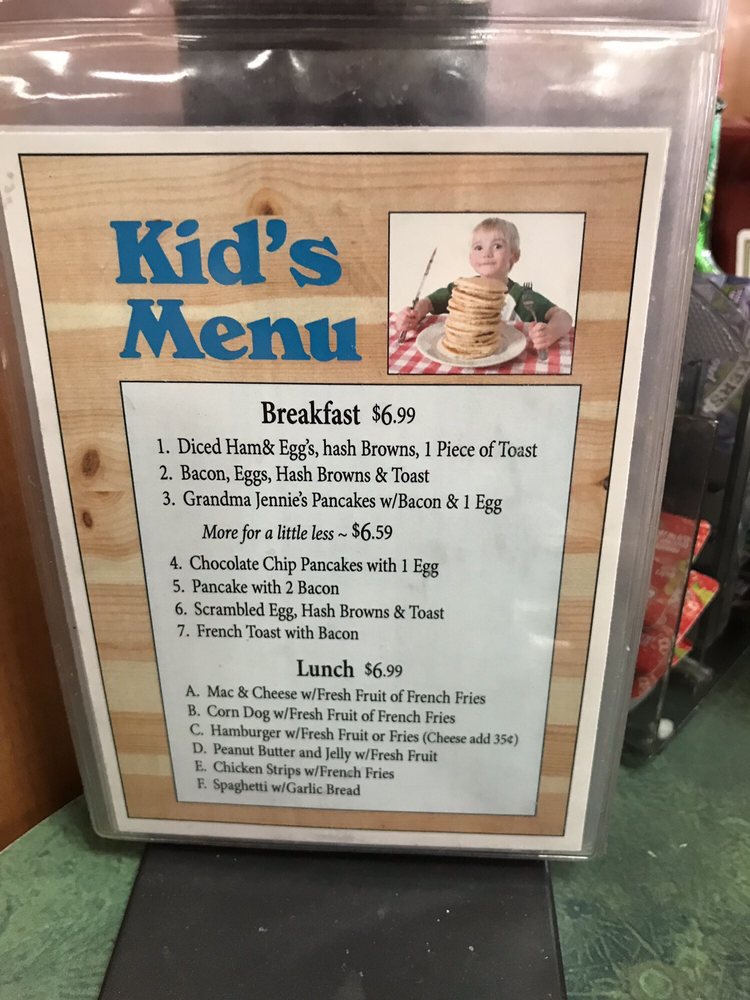 Kid's
Menu
Breakfast $6.99
1. Diced Ham& Egg's, hash Browns, 1 Piece of Toast
2. Bacon, Eggs, Hash Browns & Toast
3. Grandma Jennie's Pancakes w/Bacon & 1 Egg
More for a little less ~ $6.59
4. Chocolate Chip Pancakes with 1 Egg
5. Pancake with 2 Bacon
6. Scrambled Egg, Hash Browns & Toast
7. French Toast with Bacon
Lunch $6.99
A. Mac & Cheese w/Fresh Fruit of French Fries
B. Corn Dog w/Fresh Fruit of French Fries
C. Hamburger w/Fresh Fruit or Fries (Cheese add 35¢)
D. Peanut Butter and Jelly w/Fresh Fruit
E. Chicken Strips w/French Fries
F. Spaghetti w/Garlic Bread